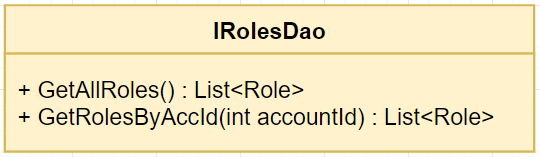 IRolesDao
+ GetAllRoles() : List<Role>
+ GetRolesByAccId(int accountId) : List<Role>